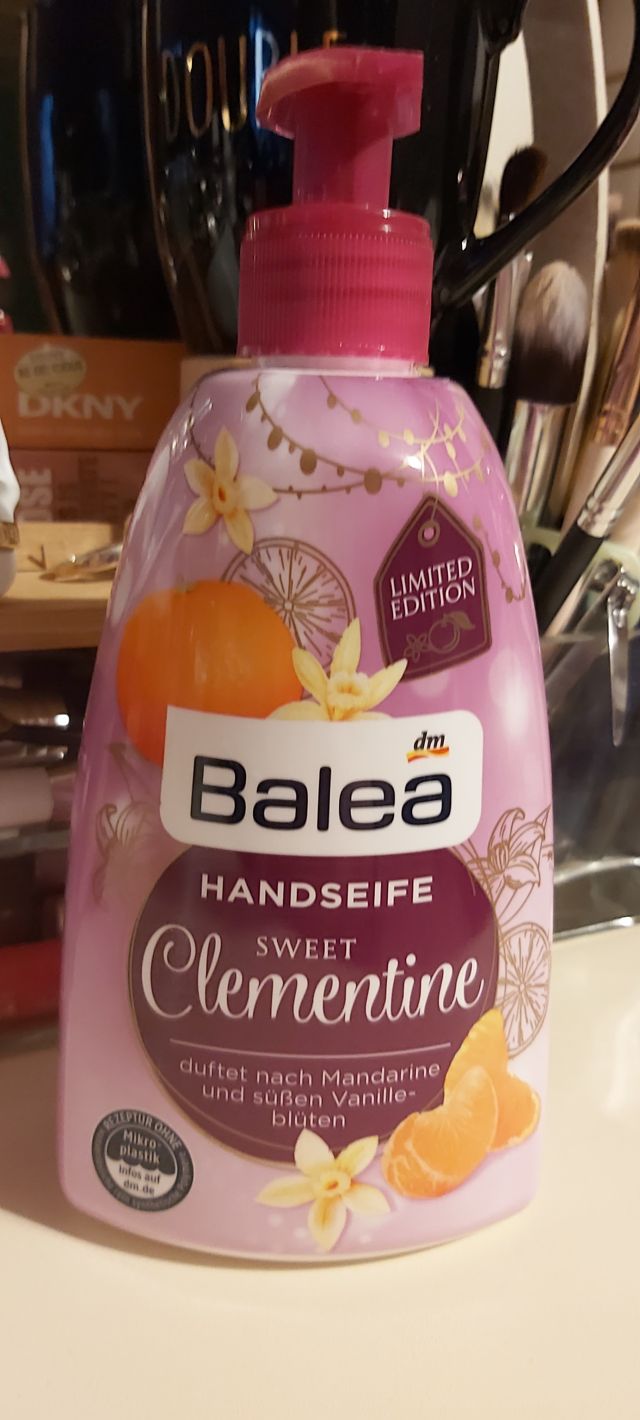 DOUBLE
DKNY
LIMITED
EDITION
dm
Balea
HANDSEIFE
SWEET
Clementine
duftet nach Mandarine
und süßen Vanille-
blüten
REZEPTUR OHNE
Mikro-
plastik
Infos auf
dm.de